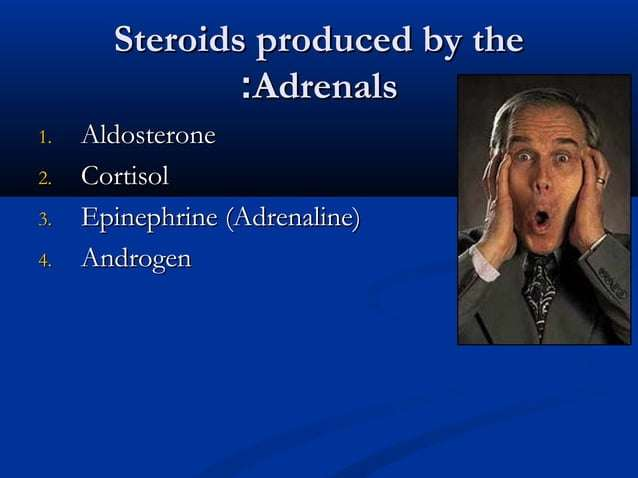 Steroids produced by the
:Adrenals
1. Aldosterone
2. Cortisol
3. Epinephrine (Adrenaline)
4. Androgen